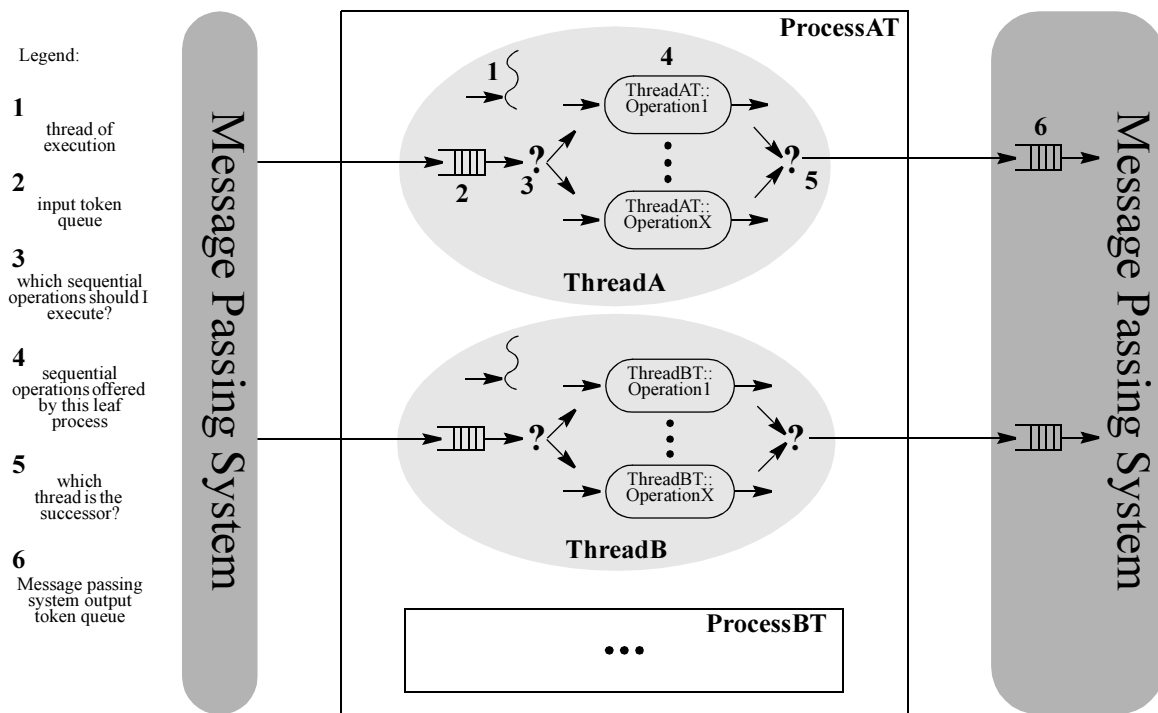 Legend:
1
thread of
execution
2
input token
queue
3
which sequential
operations should I
execute?
4
sequential
operations offered
by this leaf
process
5
which
thread is the
successor?
6
Message passing
system output
token queue
Message Passing System
ProcessAT
1
4
ThreadAT::
Operation1
2
?
3
?
5
ThreadAT::
OperationX
ThreadA
ThreadBT::
Operation1
?
?
ThreadBT::
OperationX
ThreadB
ProcessBT
6
Message Passing System